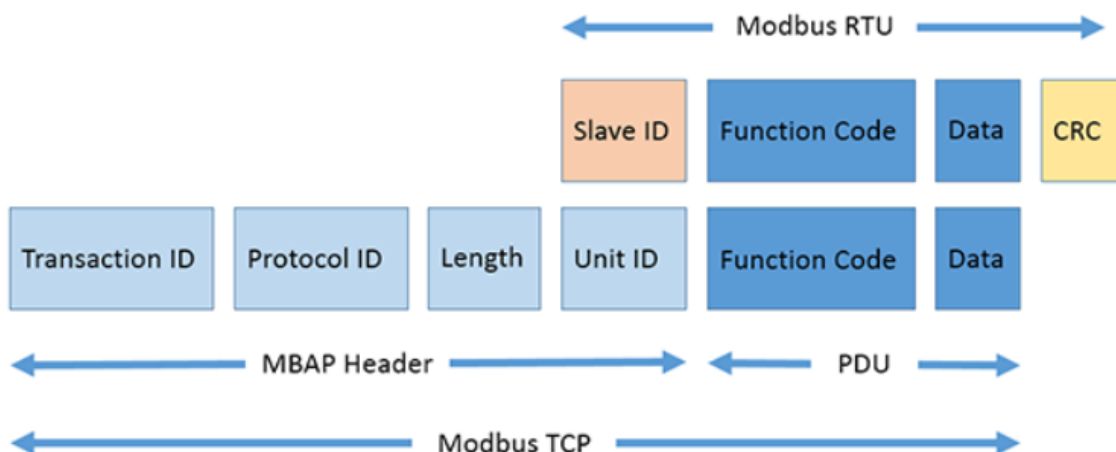 Modbus RTU
Slave ID Function Code Data CRC
Transaction ID Protocol ID Length Unit ID Function Code Data
MBAP Header PDU
Modbus TCP